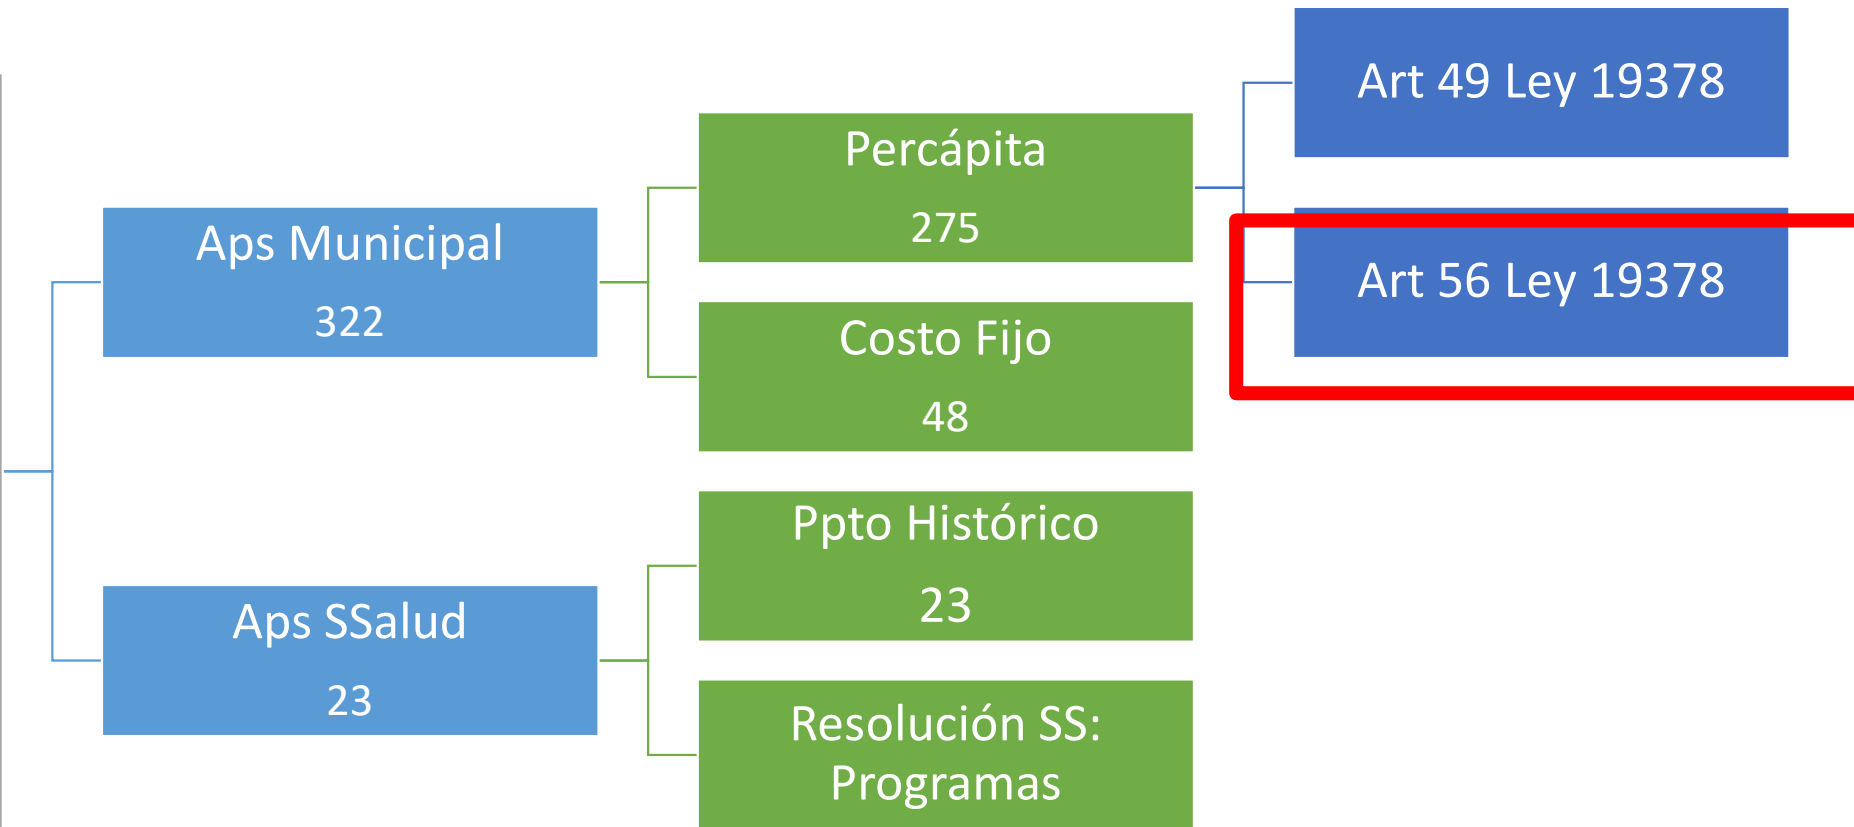 Aps Municipal
322
Aps SSalud
23
Percápita
275
Costo Fijo
48
Ppto Histórico
23
Resolución SS:
Programas
Art 49 Ley 19378
Art 56 Ley 19378